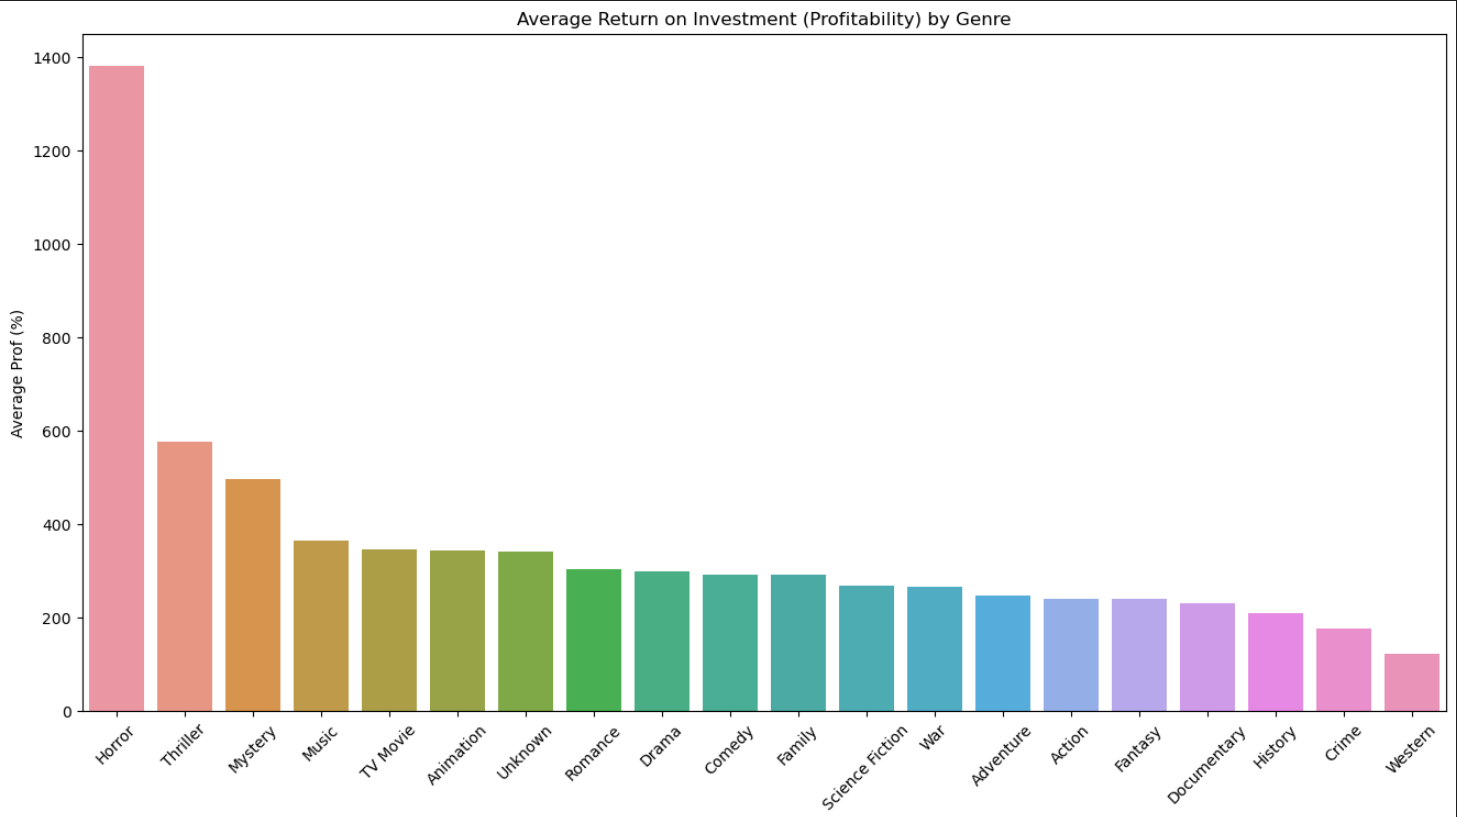 Average Return on Investment (Profitability) by Genre
Average Prof (%)
1400
1200
1000
800
600
400
200
0
Horror
Thriller
Mystery
Music
TV Movie
Animation
Unknown
Romance
Drama
Comedy
Family
Science Fiction
War
Adventure
Action
Fantasy
Documentary
History
Crime
Western